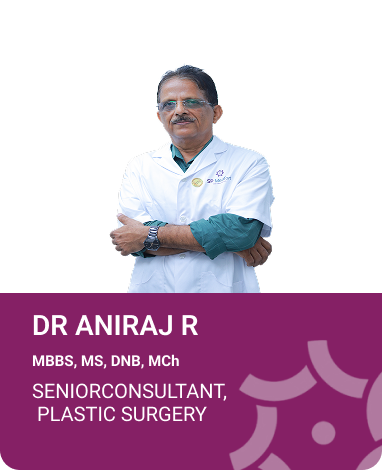 DR ANIRAJ R
MBBS, MS, DNB, MCh
SENIORCONSULTANT,
PLASTIC SURGERY